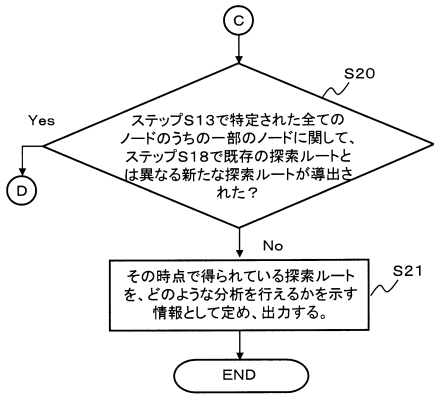 C
S20
ステップS13で特定された全ての
ノードのうちの一部のノードに関して、
ステップS18で既存の探索ルートと
は異なる新たな探索ルートが導出さ
れた?
Yes
D
No
S21
その時点で得られている探索ルート
を、どのような分析を行えるかを示す
情報として定め、出力する。
END